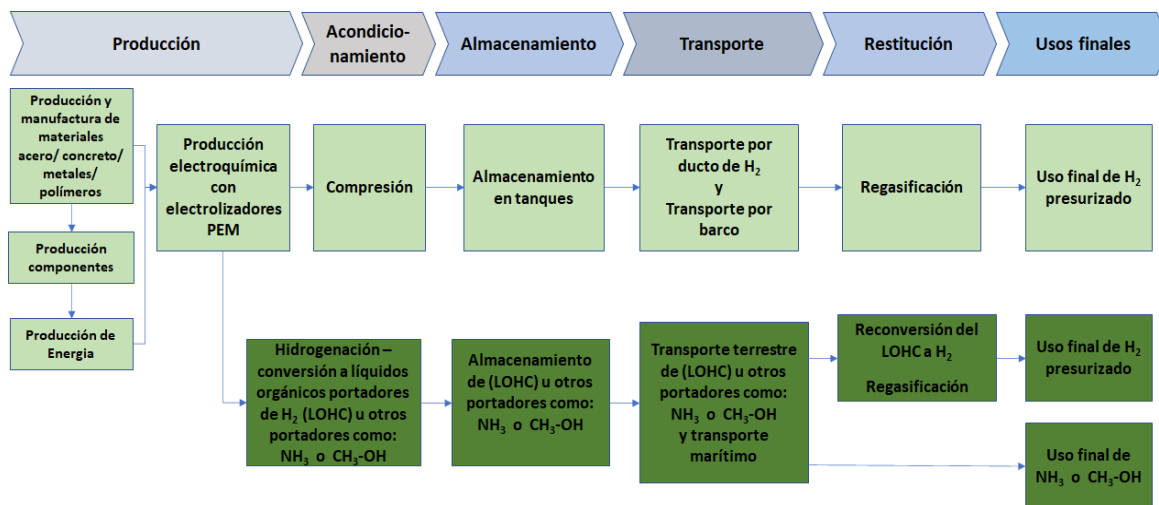 Producción
Acondicio-
namiento
Almacenamiento
Transporte
Restitución
Usos finales
Producción y
manufactura de
materiales
acero/ concreto/
metales/
polímeros
Producción
componentes
Producción de
Energia
Producción
electroquímica
con
electrolizadores
PEM
Compresión
Almacenamiento
en tanques
Transporte por
ducto de H₂
y
Transporte por
barco
Regasificación
Uso final de H₂
presurizado
Hidrogenación –
conversión a líquidos
orgánicos portadores
de H₂ (LOHC) u otros
portadores como:
NH₃ o CH₃-OH
Almacenamiento
de (LOHC) u otros
portadores como:
NH₃ o CH₃-OH
Transporte terrestre
de (LOHC) u otros
portadores como:
NH₃ o CH₃-OH
y transporte
marítimo
Reconversión del
LOHC a H₂
Regasificación
Uso final de H₂
presurizado
Uso final de
NH₃ o CH₃-OH